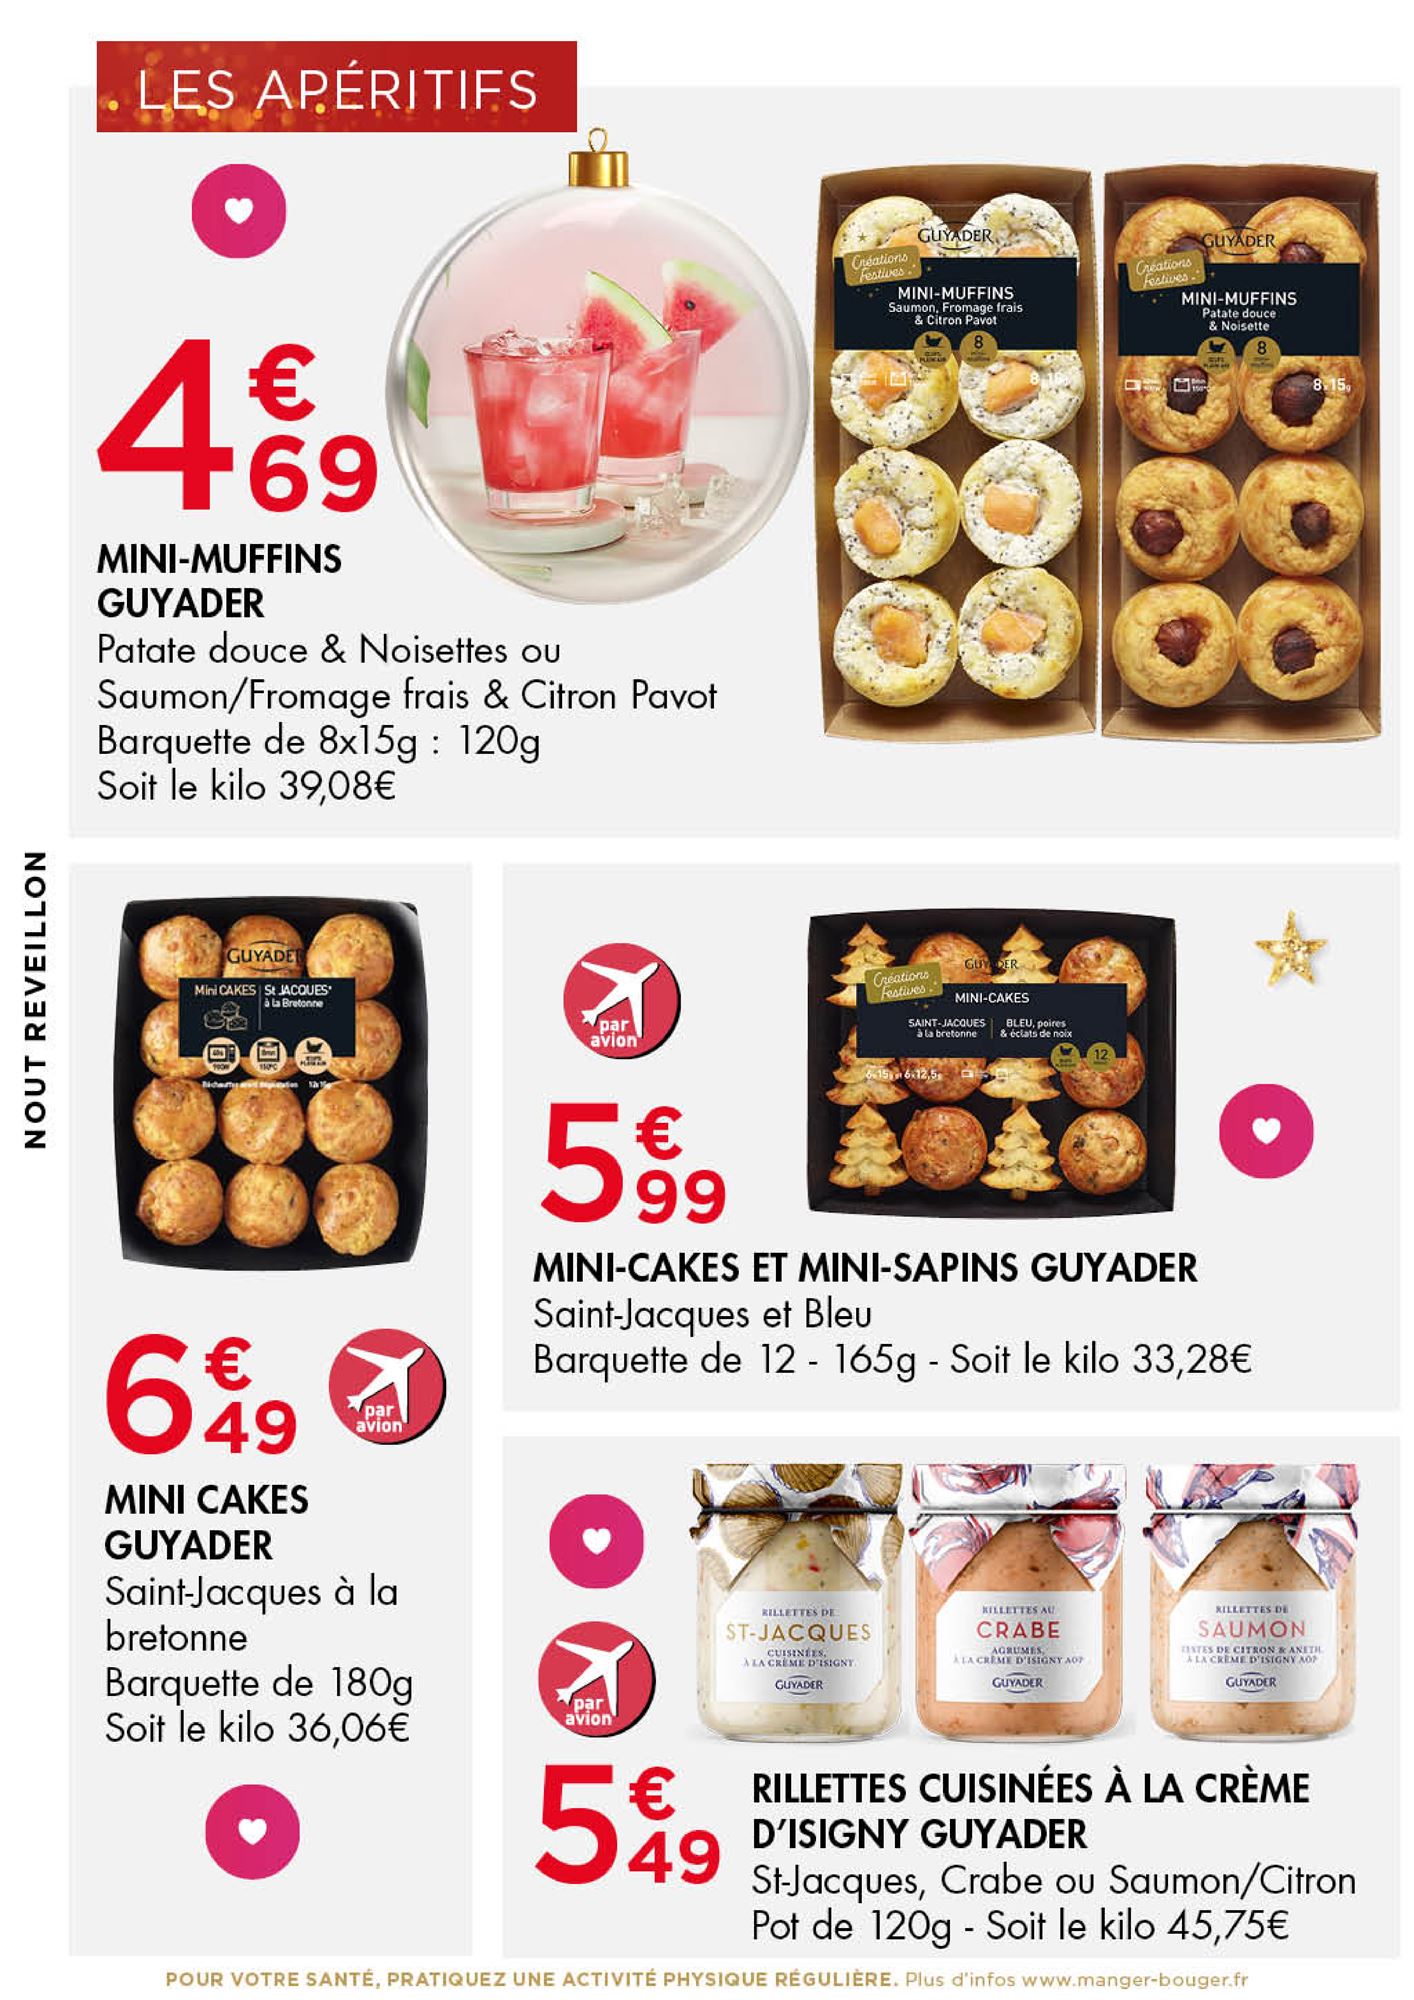 LES APÉRITIFS
4€69
MINI-MUFFINS
GUYADER
Patate douce & Noisettes ou
Saumon/Fromage frais & Citron Pavot
Barquette de 8x15g : 120g
Soit le kilo 39,08€
GUYADER
Créations
Festives
MINI-MUFFINS
Saumon, Fromage frais
& Citron Pavot
8
8x15g
GUYADER
Créations
Festives
MINI-MUFFINS
Patate douce
& Noisette
8
8x15g
NOUT REVEILLON
GUYADER
Mini CAKES
St JACQUES*
à la Bretonne
6€49
par
avion
MINI CAKES
GUYADER
Saint-Jacques à la
bretonne
Barquette de 180g
Soit le kilo 36,06€
par
avion
GUYADER
Créations
Festives
MINI-CAKES
SAINT-JACQUES
à la bretonne
BLEU, poires
& éclats de noix
12
5€99
MINI-CAKES ET MINI-SAPINS GUYADER
Saint-Jacques et Bleu
Barquette de 12 - 165g - Soit le kilo 33,28€
RILLETTES DE
ST-JACQUES
CUISINÉES,
À LA CRÈME D'ISIGNY
GUYADER
RILLETTES AU
CRABE
AGRUMES,
À LA CRÈME D'ISIGNY AOP
GUYADER
RILLETTES DE
SAUMON
ZESTES DE CITRON & ANETH,
À LA CRÈME D'ISIGNY AOP
GUYADER
par
avion
5€49
RILLETTES CUISINÉES À LA CRÈME
D'ISIGNY GUYADER
St-Jacques, Crabe ou Saumon/Citron
Pot de 120g - Soit le kilo 45,75€
POUR VOTRE SANTÉ, PRATIQUEZ UNE ACTIVITÉ PHYSIQUE RÉGULIÈRE. Plus d'infos www.manger-bouger.fr